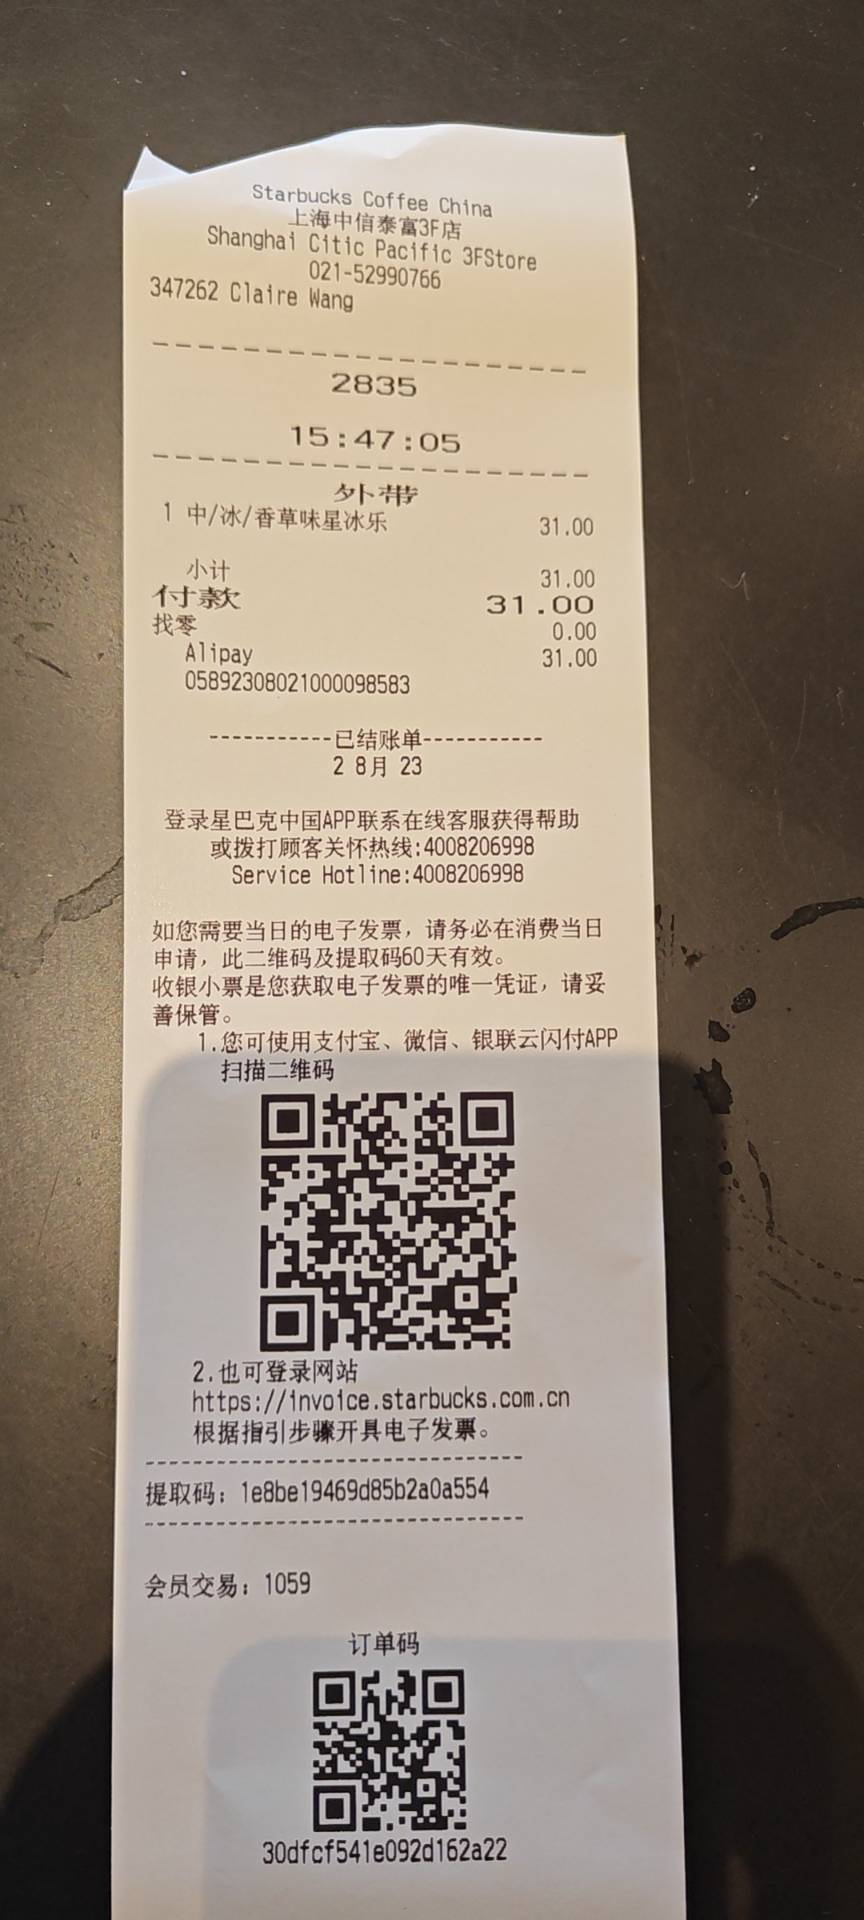 Starbucks Coffee China
上海中信泰富3F店
Shanghai Citic Pacific 3FStore
021-52990766
347262 Claire Wang
2835
15:47:05
外带
1 中/冰/香草味星冰乐 31.00
小计 31.00
付款 31.00
找零 0.00
Alipay 31.00
05892308021000098583
-----------已结账单-----------
2 8月 23
登录星巴克中国APP联系在线客服获得帮助
或拨打顾客关怀热线:4008206998
Service Hotline:4008206998
如您需要当日的电子发票，请务必在消费当日
申请，此二维码及提取码60天有效。
收银小票是您获取电子发票的唯一凭证，请妥
善保管。
1.您可使用支付宝、微信、银联云闪付APP
扫描二维码
2.也可登录网站
https://invoice.starbucks.com.cn
根据指引步骤开具电子发票。
提取码：1e8be19469d85b2a0a554
会员交易：1059
订单码
30dfcf541e092d162a22